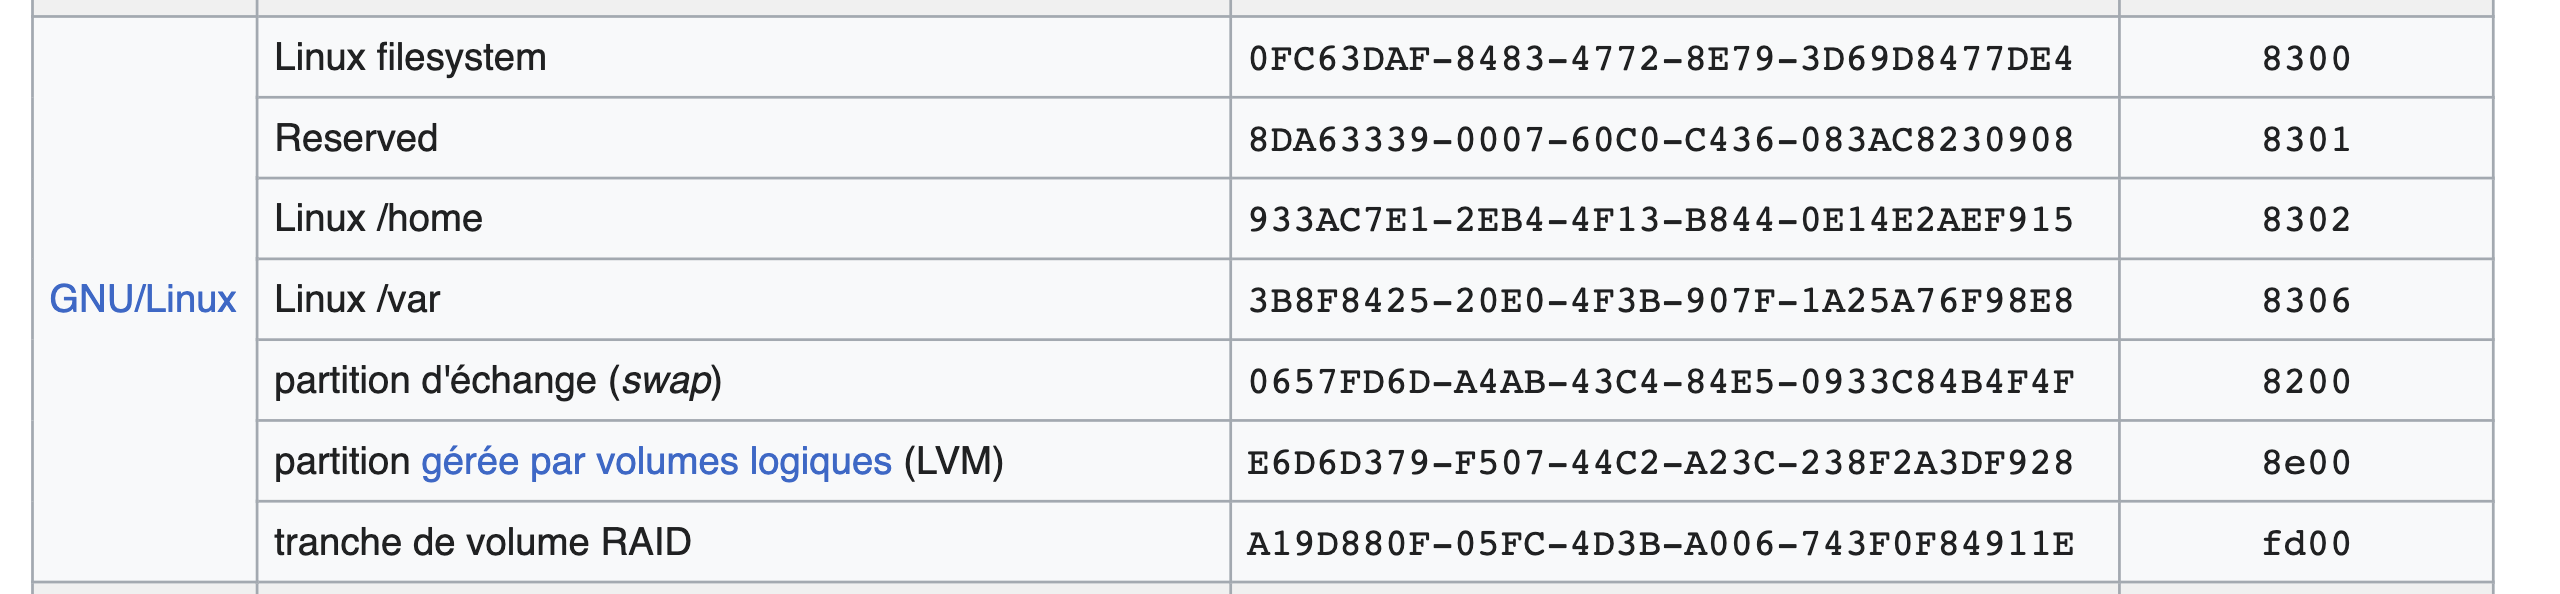 Linux filesystem 0FC63DAF-8483-4772-8E79-3D69D8477DE4 8300
Reserved 8DA63339-0007-60C0-C436-083AC8230908 8301
Linux /home 933AC7E1-2EB4-4F13-B844-0E14E2AEF915 8302
GNU/Linux Linux /var 3B8F8425-20E0-4F3B-907F-1A25A76F98E8 8306
partition d'échange (swap) 0657FD6D-A4AB-43C4-84E5-0933C84B4F4F 8200
partition gérée par volumes logiques (LVM) E6D6D379-F507-44C2-A23C-238F2A3DF928 8e00
tranche de volume RAID A19D880F-05FC-4D3B-A006-743F0F84911E fd00